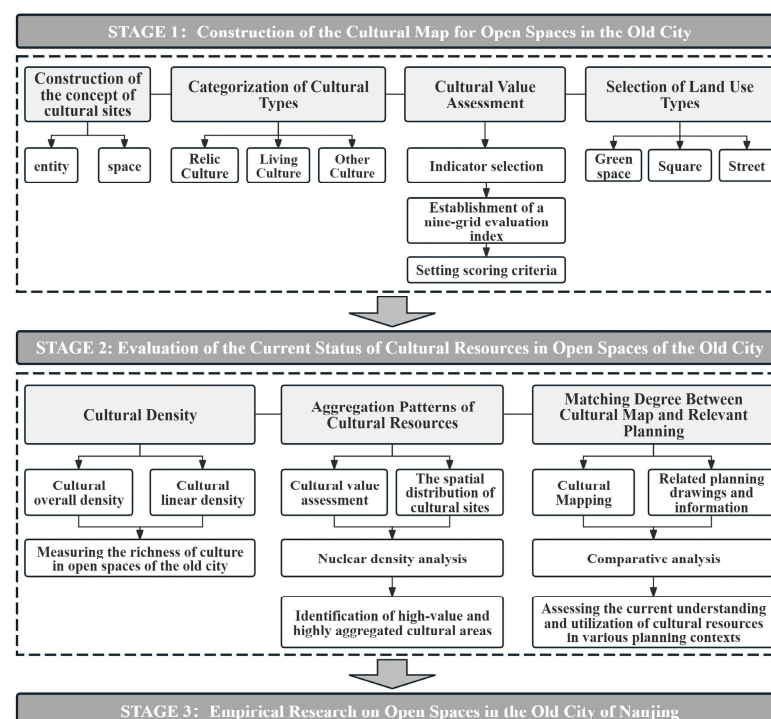 STAGE 1: Construction of the Cultural Map for Open Spaces in the Old City
Construction of
the concept of
cultural sites
Categorization of Cultural
Types
Cultural Value
Assessment
Selection of Land Use
Types
entity
space
Relic
Culture
Living
Culture
Other
Culture
Indicator selection
Green
space
Square
Street
Establishment of a
nine-grid evaluation
index
Setting scoring criteria
STAGE 2: Evaluation of the Current Status of Cultural Resources in Open Spaces of the Old City
Cultural Density
Aggregation Patterns of
Cultural Resources
Matching Degree Between
Cultural Map and Relevant
Planning
Cultural
overall density
Cultural
linear density
Cultural value
assessment
The spatial
distribution of
cultural sites
Cultural
Mapping
Related planning
drawings and
information
Measuring the richness of culture
in open spaces of the old city
Nuclear density analysis
Comparative analysis
Identification of high-value and
highly aggregated cultural areas
Assessing the current understanding
and utilization of cultural resources
in various planning contexts
STAGE 3: Empirical Research on Open Spaces in the Old City of Nanjing